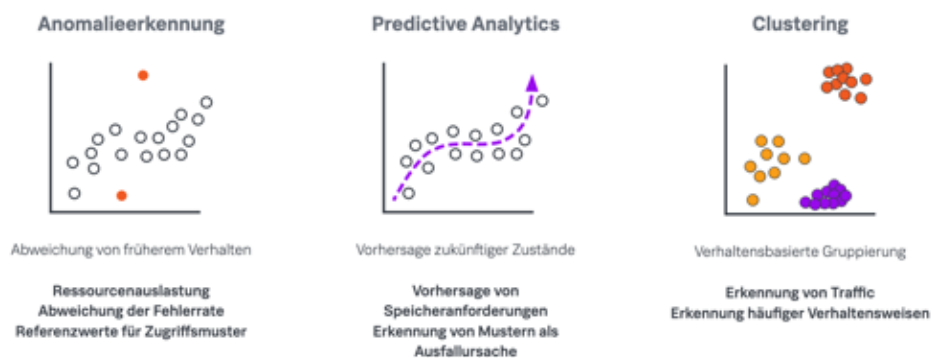 Anomalieerkennung
Abweichung von früherem Verhalten
Ressourcenauslastung
Abweichung der Fehlerrate
Referenzwerte für Zugriffsmuster
Predictive Analytics
Vorhersage zukünftiger Zustände
Vorhersage von
Speicheranforderungen
Erkennung von Mustern als
Ausfallursache
Clustering
Verhaltensbasierte Gruppierung
Erkennung von Traffic
Erkennung häufiger Verhaltensweisen